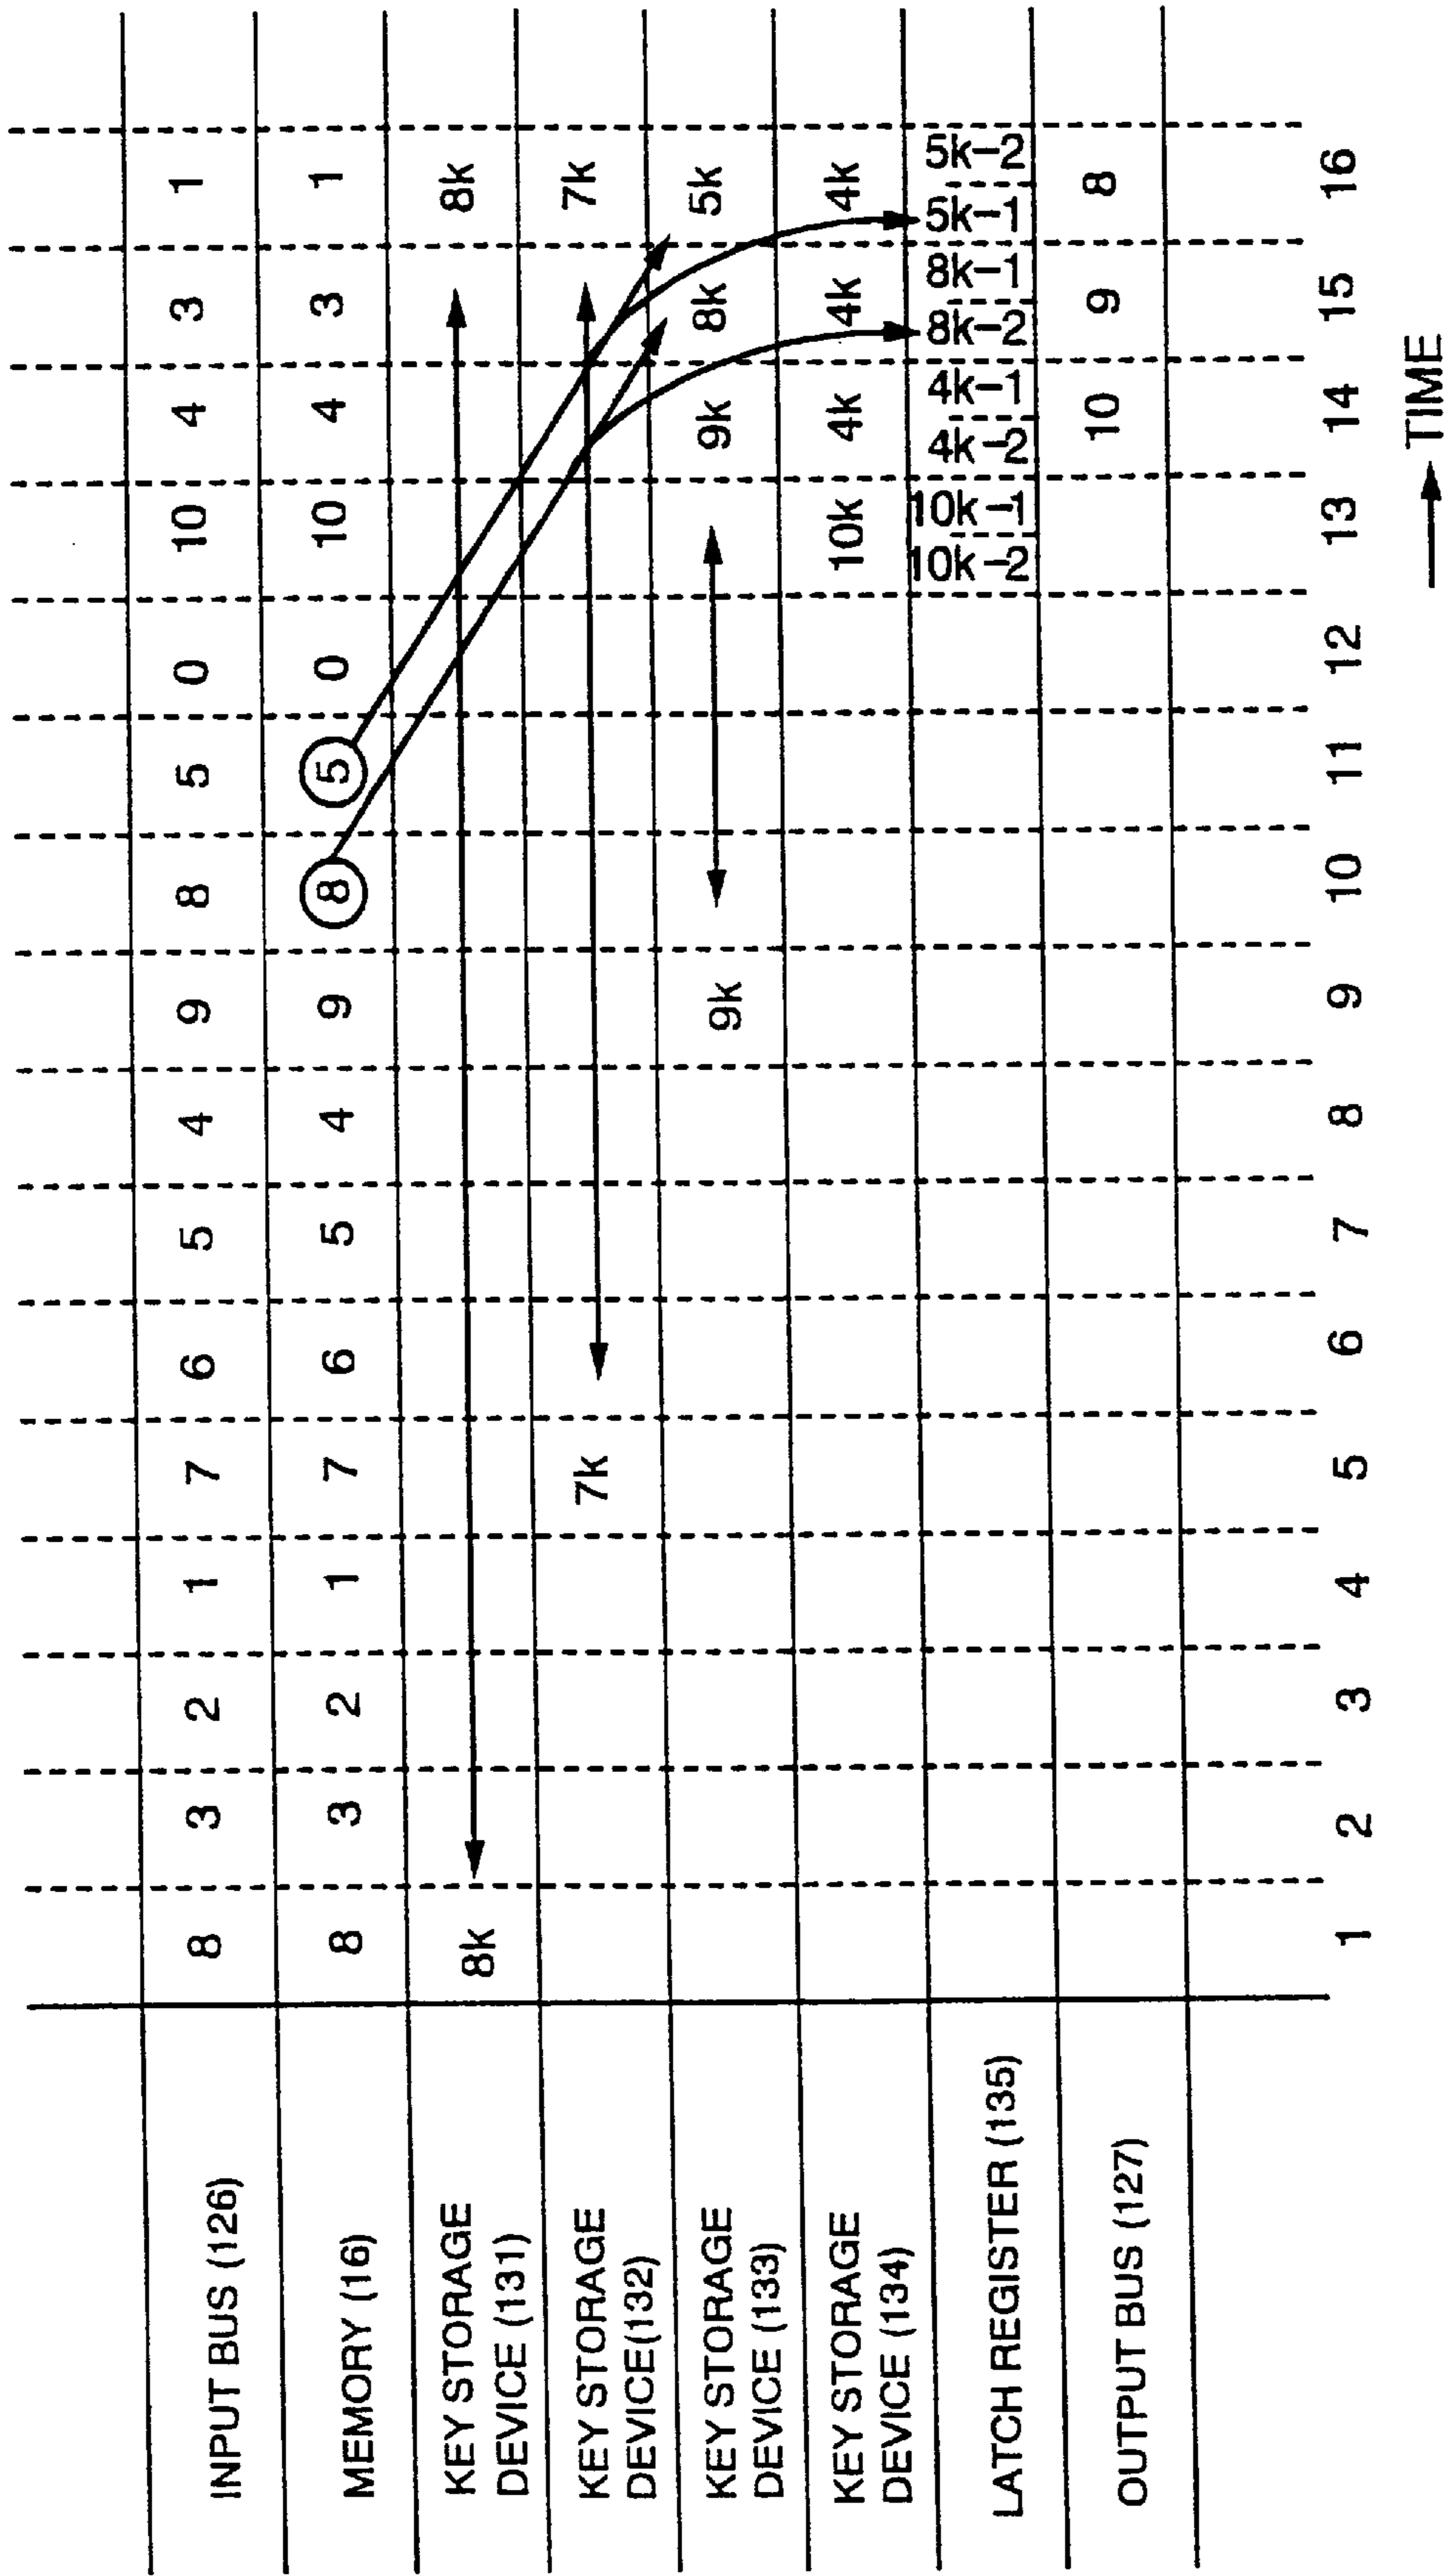 INPUT BUS (126) 8 3 2 1 7 6 5 4 9 8 5 0 10 4 3 1
MEMORY (16) 8 3 2 1 7 6 5 4 9 8 5 0 10 4 3 1
KEY STORAGE
DEVICE (131) 8k 8k
KEY STORAGE
DEVICE(132) 7k 7k
KEY STORAGE
DEVICE (133) 9k 9k 8k 5k
KEY STORAGE
DEVICE (134) 10k 4k 4k 4k
LATCH REGISTER (135) 10k-2 10k-1 4k-2 4k-1 8k-2 8k-1 5k-1 5k-2
OUTPUT BUS (127) 10 9 8
1 2 3 4 5 6 7 8 9 10 11 12 13 14 15 16
TIME